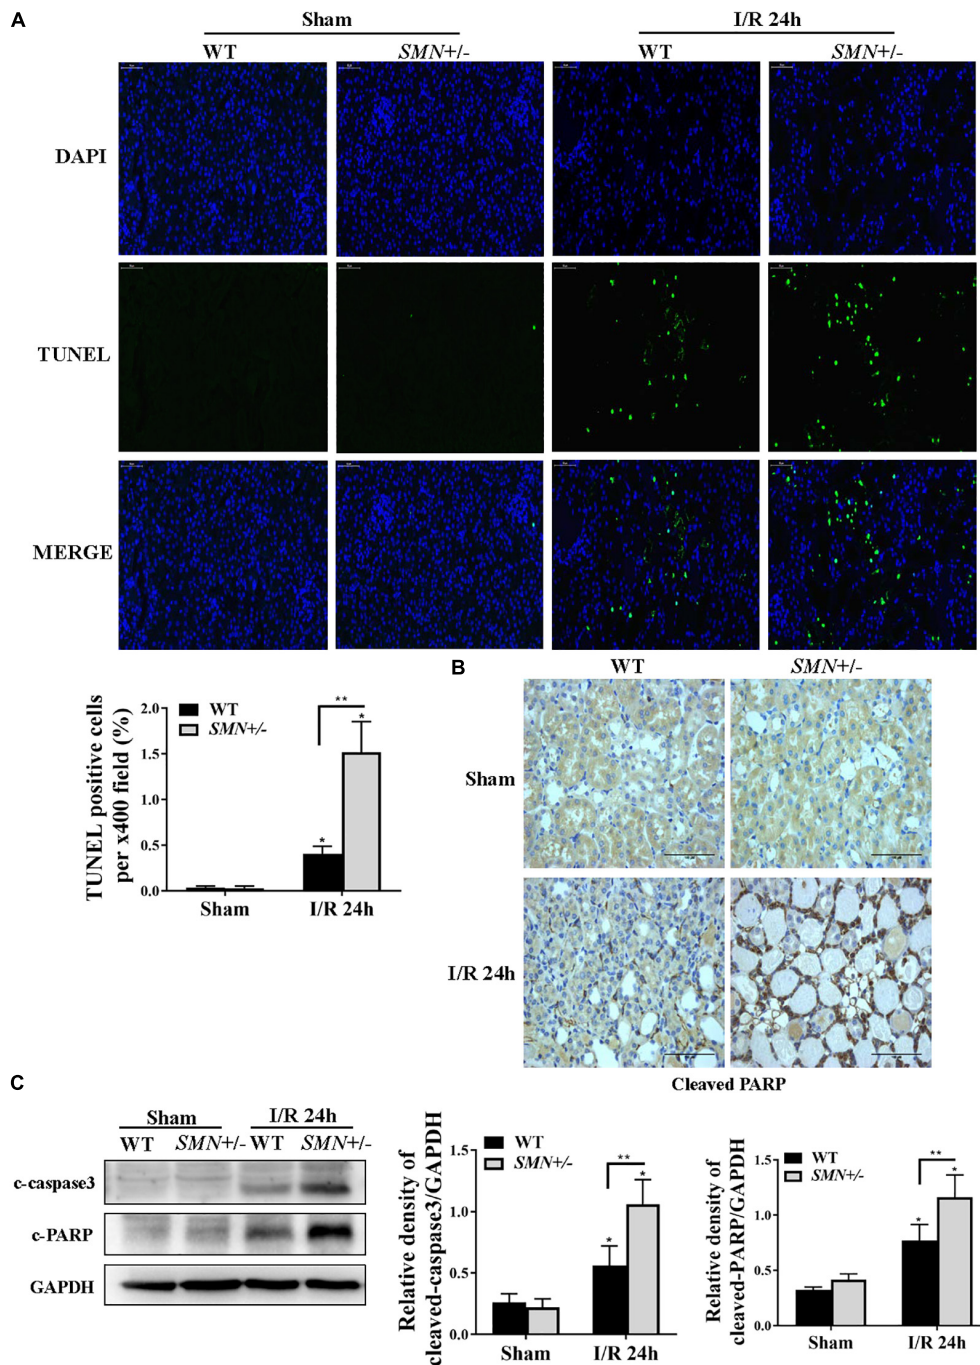 A
Sham
I/R 24h
WT
SMN+/-
WT
SMN+/-
DAPI
TUNEL
MERGE
TUNEL positive cells
per x400 field (%)
2.0
1.5
1.0
0.5
0.0
WT
SMN+/-
**
*
*
Sham
I/R 24h
B
WT
SMN+/-
Sham
I/R 24h
Cleaved PARP
C
Sham
I/R 24h
WT
SMN+/-
WT
SMN+/-
c-caspase3
c-PARP
GAPDH
Relative density of
cleaved-caspase3/GAPDH
1.5
1.0
0.5
0.0
WT
SMN+/-
**
*
*
Sham
I/R 24h
Relative density of
cleaved-PARP/GAPDH
1.5
1.0
0.5
0.0
WT
SMN+/-
**
*
*
Sham
I/R 24h